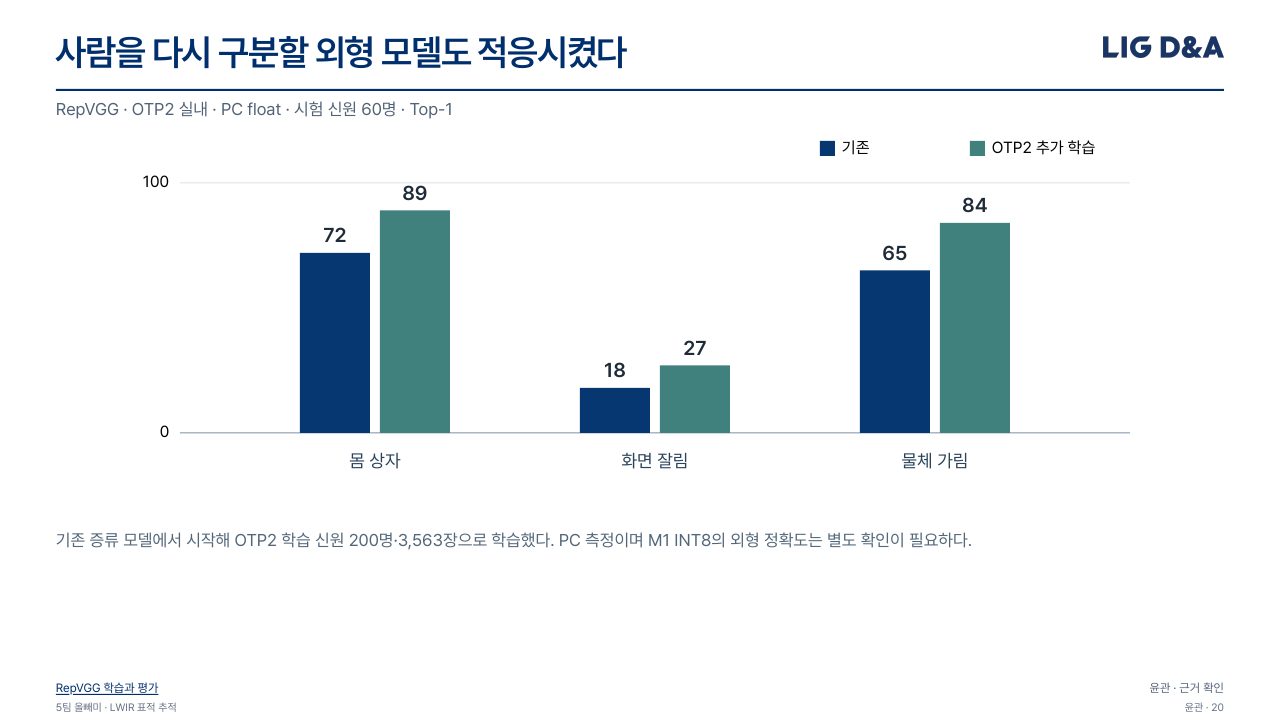 사람을 다시 구분할 외형 모델도 적응시켰다
LIG D&A
RepVGG · OTP2 실내 · PC float · 시험 신원 60명 · Top-1
기존
OTP2 추가 학습
100
72
89
18
27
65
84
0
몸 상자
화면 잘림
물체 가림
기존 증류 모델에서 시작해 OTP2 학습 신원 200명·3,563장으로 학습했다. PC 측정이며 M1 INT8의 외형 정확도는 별도 확인이 필요하다.
RepVGG 학습과 평가
윤관 · 근거 확인
5팀 올빼미 · LWIR 표적 추적
윤관 · 20